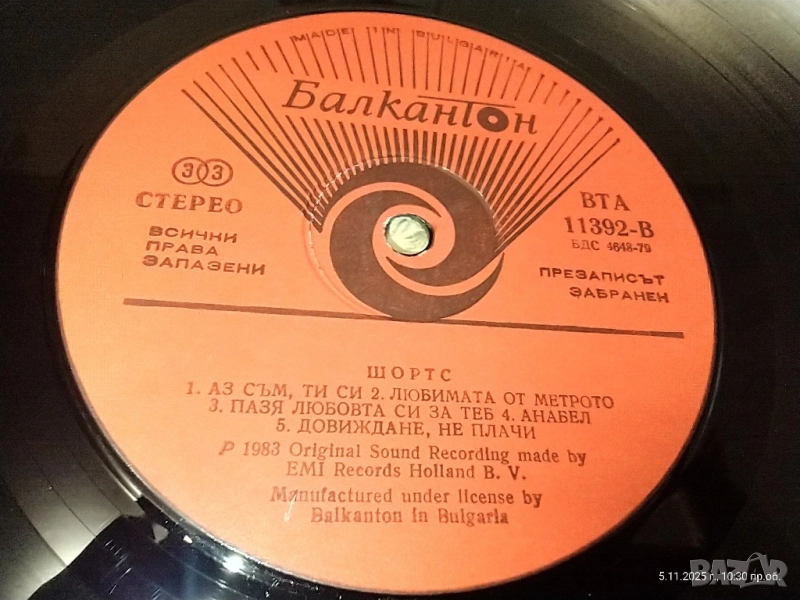 MADE IN BULGARIA
Балкантон
33
СТЕРЕО
ВСИЧКИ
ПРАВА
ЗАПАЗЕНИ
ВТА
11392-В
БДС 4648-79
ПРЕЗАПИСЪТ
ЗАБРАНЕН
ШОРТС
1. АЗ СЪМ, ТИ СИ 2. ЛЮБИМАТА ОТ МЕТРОТО
3. ПАЗЯ ЛЮБОВТА СИ ЗА ТЕБ 4. АНАБЕЛ
5. ДОВИЖДАНЕ, НЕ ПЛАЧИ
P 1983 Original Sound Recording made by
EMI Records Holland B. V.
Manufactured under license by
Balkanton in Bulgaria
5.11.2025 г., 10:30 пр.об.
BAZAR